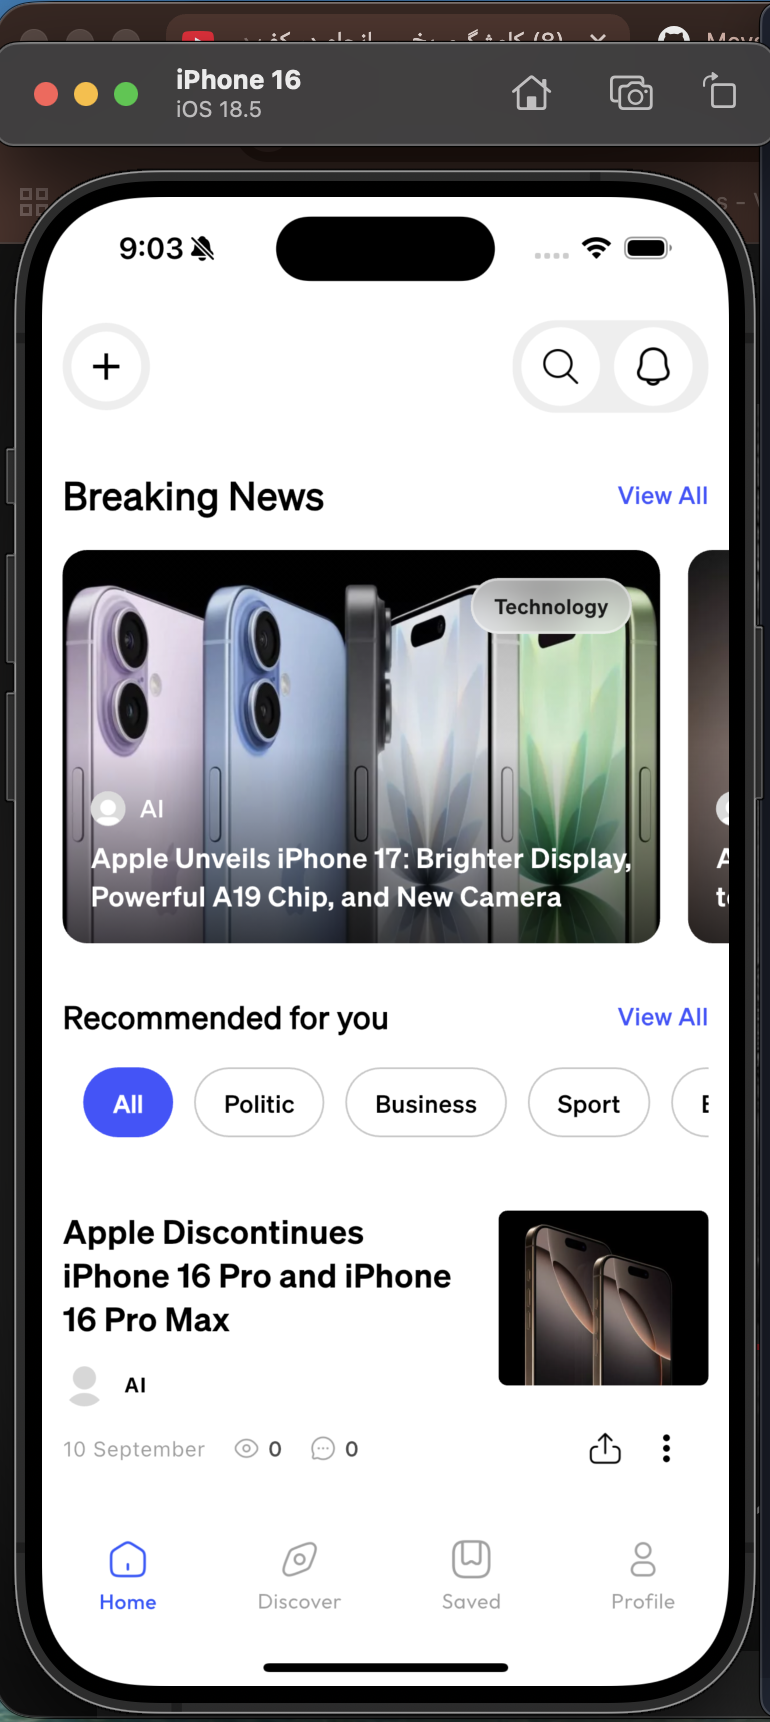 iPhone 16
iOS 18.5
9:03
Breaking News
View All
Technology
AI
Apple Unveils iPhone 17: Brighter Display,
Powerful A19 Chip, and New Camera
Recommended for you
View All
All
Politic
Business
Sport
Apple Discontinues
iPhone 16 Pro and iPhone
16 Pro Max
AI
10 September
0
0
Home
Discover
Saved
Profile